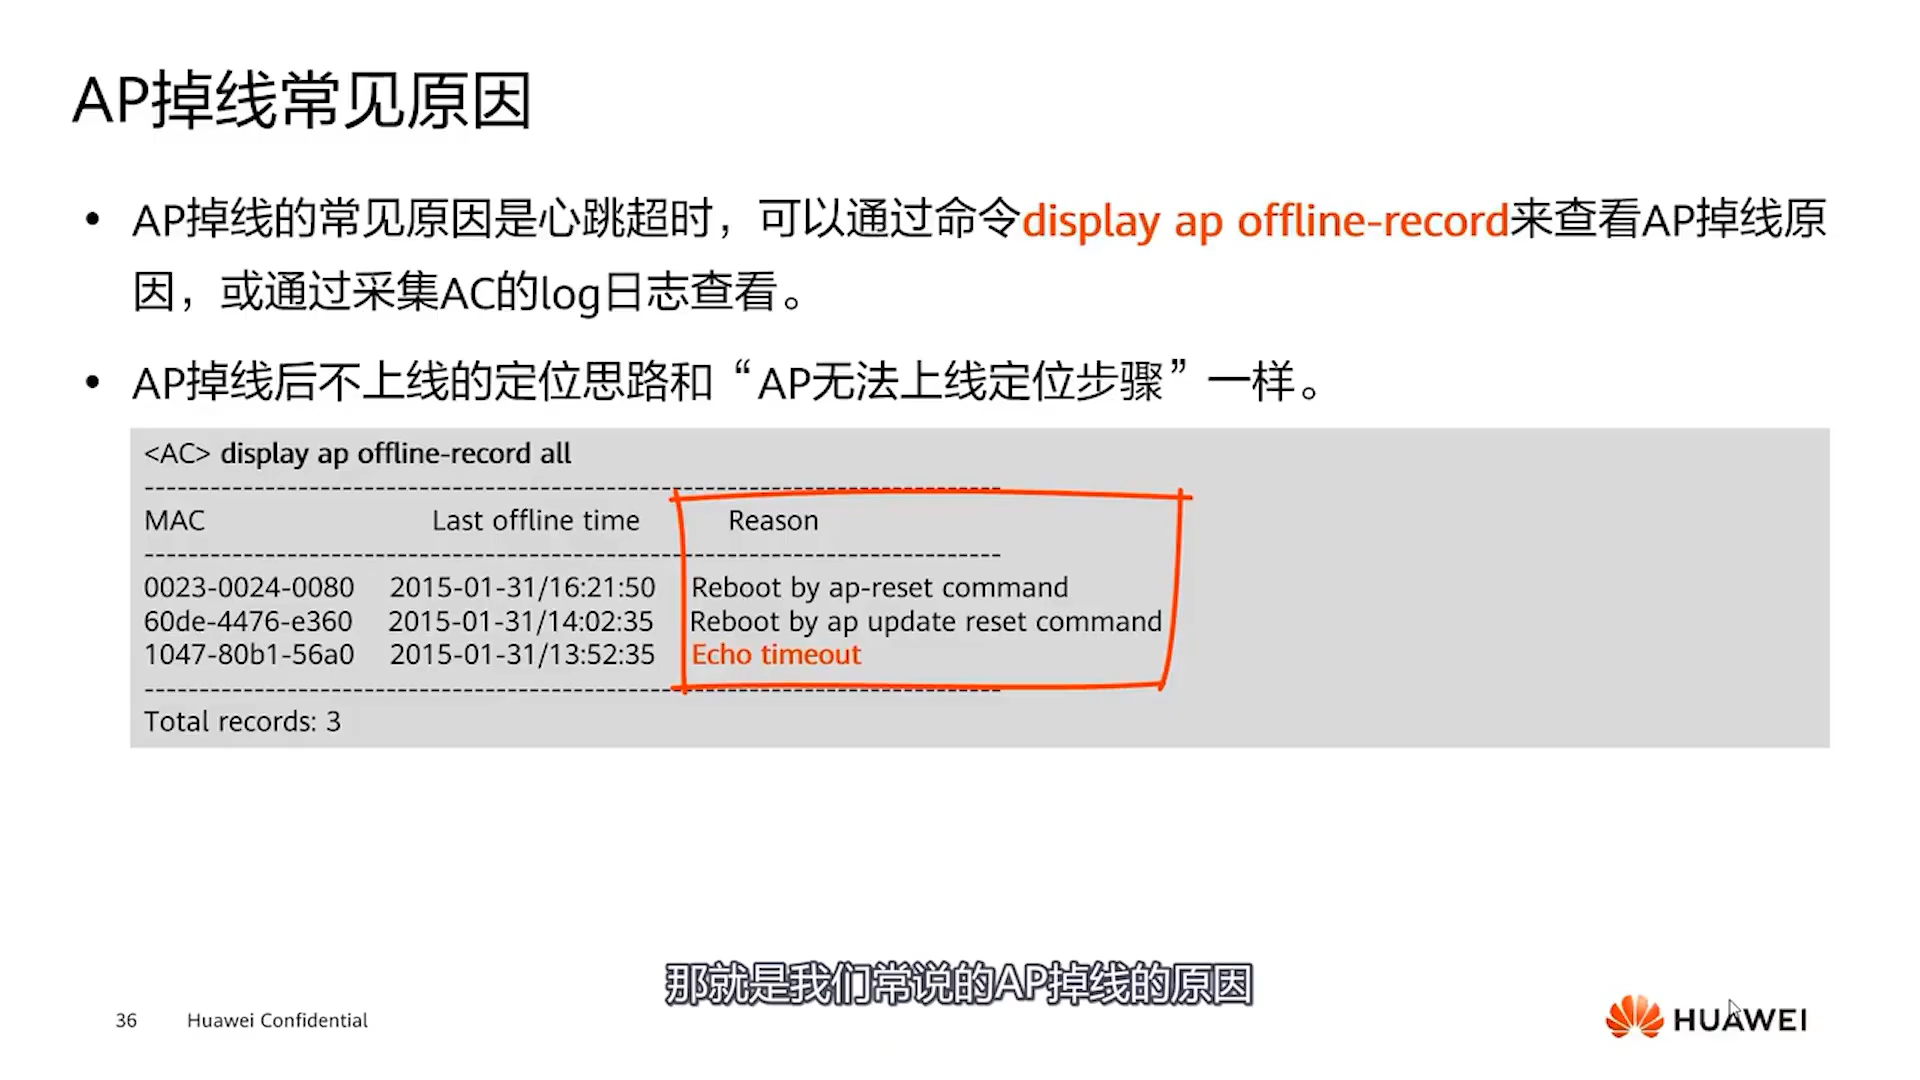 AP掉线常见原因
• AP掉线的常见原因是心跳超时，可以通过命令display ap offline-record来查看AP掉线原
因，或通过采集AC的log日志查看。
• AP掉线后不上线的定位思路和“AP无法上线定位步骤”一样。
<AC> display ap offline-record all
--------------------------------------------------------------------------------
MAC Last offline time Reason
--------------------------------------------------------------------------------
0023-0024-0080 2015-01-31/16:21:50 Reboot by ap-reset command
60de-4476-e360 2015-01-31/14:02:35 Reboot by ap update reset command
1047-80b1-56a0 2015-01-31/13:52:35 Echo timeout
--------------------------------------------------------------------------------
Total records: 3
那就是我们常说的AP掉线的原因
36 Huawei Confidential
HUAWEI